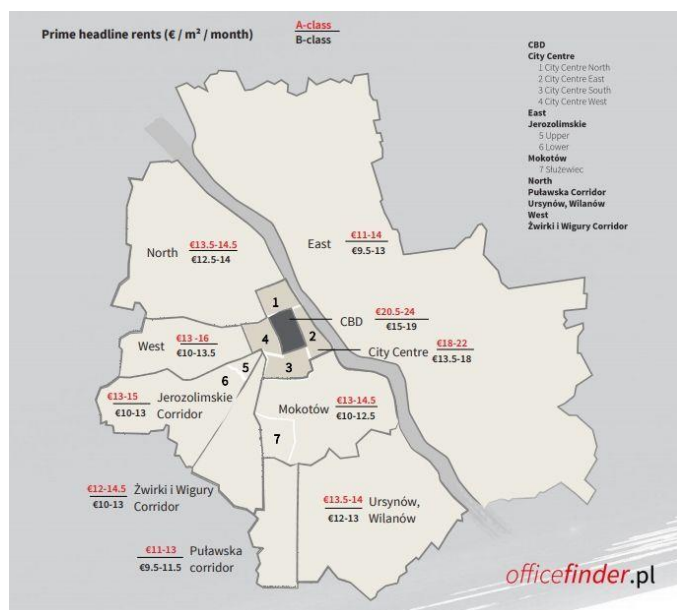 Prime headline rents (€ / m² / month)
A-class
B-class
CBD
City Centre
1 City Centre North
2 City Centre East
3 City Centre South
4 City Centre West
East
Jerozolimskie
5 Upper
6 Lower
Mokotów
7 Służewiec
North
Puławska Corridor
Ursynów, Wilanów
West
Żwirki i Wigury Corridor
North
€13.5-14.5
€12.5-14
East
€11-14
€9.5-13
1
CBD
€20.5-24
€15-19
2
4
City Centre
€18-22
€13.5-18
West
€13 -16
€10-13.5
3
5
6
€13-15
€10-13
Jerozolimskie
Corridor
Mokotów
€13-14.5
€10-12.5
7
€12-14.5
€10-13
Żwirki i Wigury
Corridor
€13.5-14
€12-13
Ursynów,
Wilanów
€11-13
€9.5-11.5
Puławska
corridor
officefinder.pl